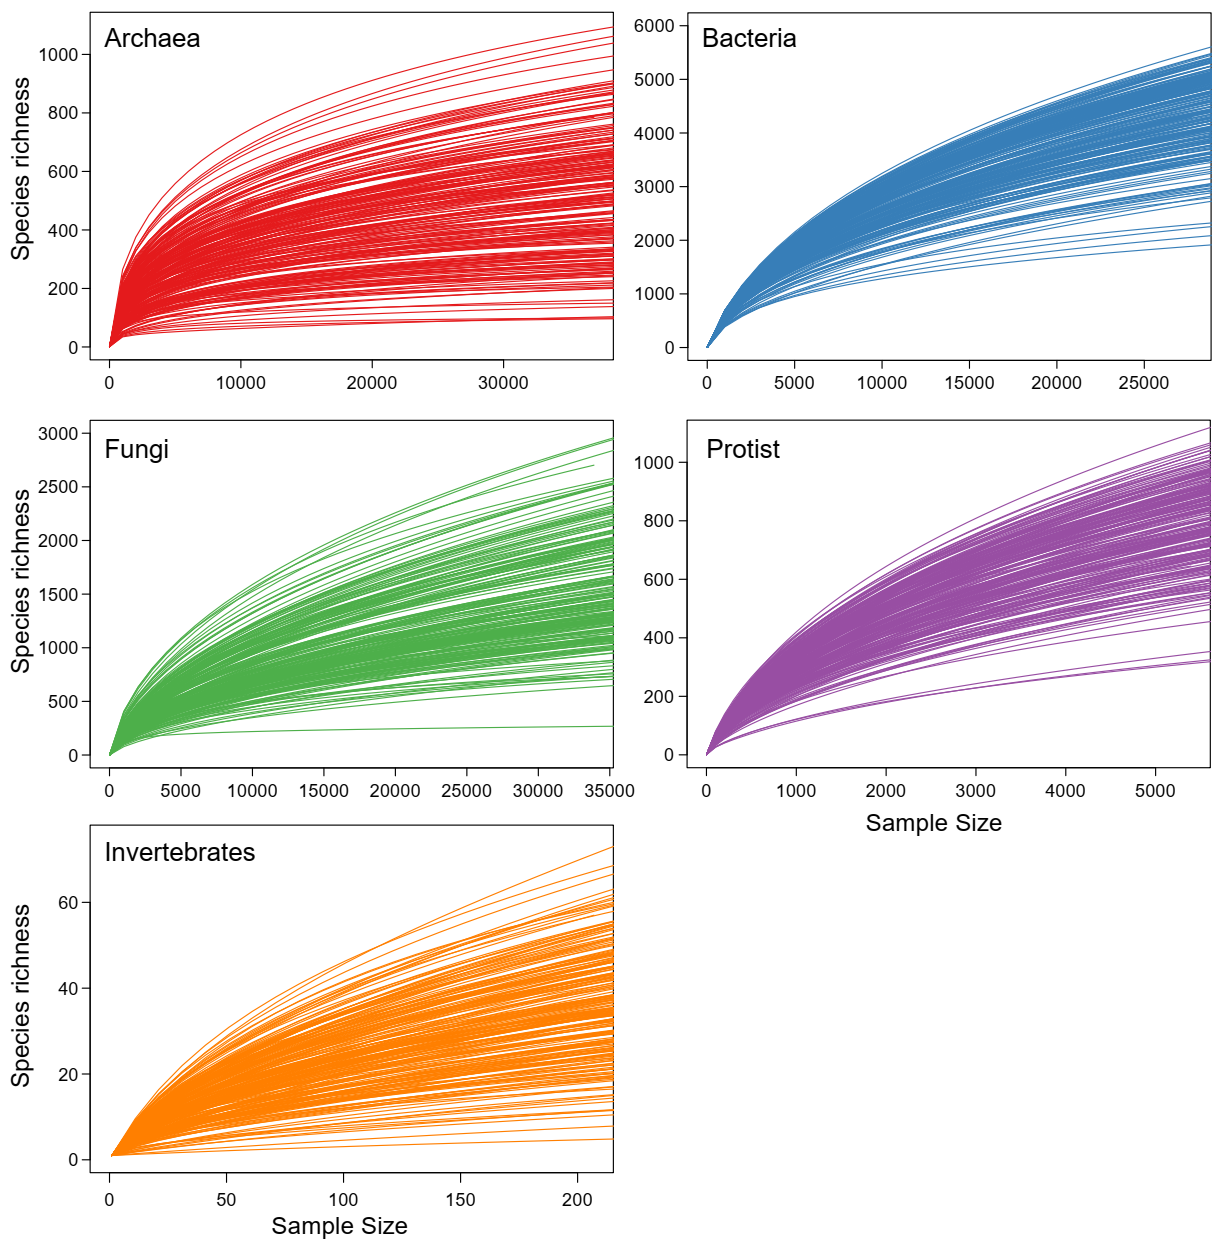 Archaea
Species richness
0
200
400
600
800
1000
0 10000 20000 30000
Bacteria
0
1000
2000
3000
4000
5000
6000
0 5000 10000 15000 20000 25000
Fungi
Species richness
0
500
1000
1500
2000
2500
3000
0 5000 10000 15000 20000 25000 30000 35000
Protist
0
200
400
600
800
1000
0 1000 2000 3000 4000 5000
Sample Size
Invertebrates
Species richness
0
20
40
60
0 50 100 150 200
Sample Size